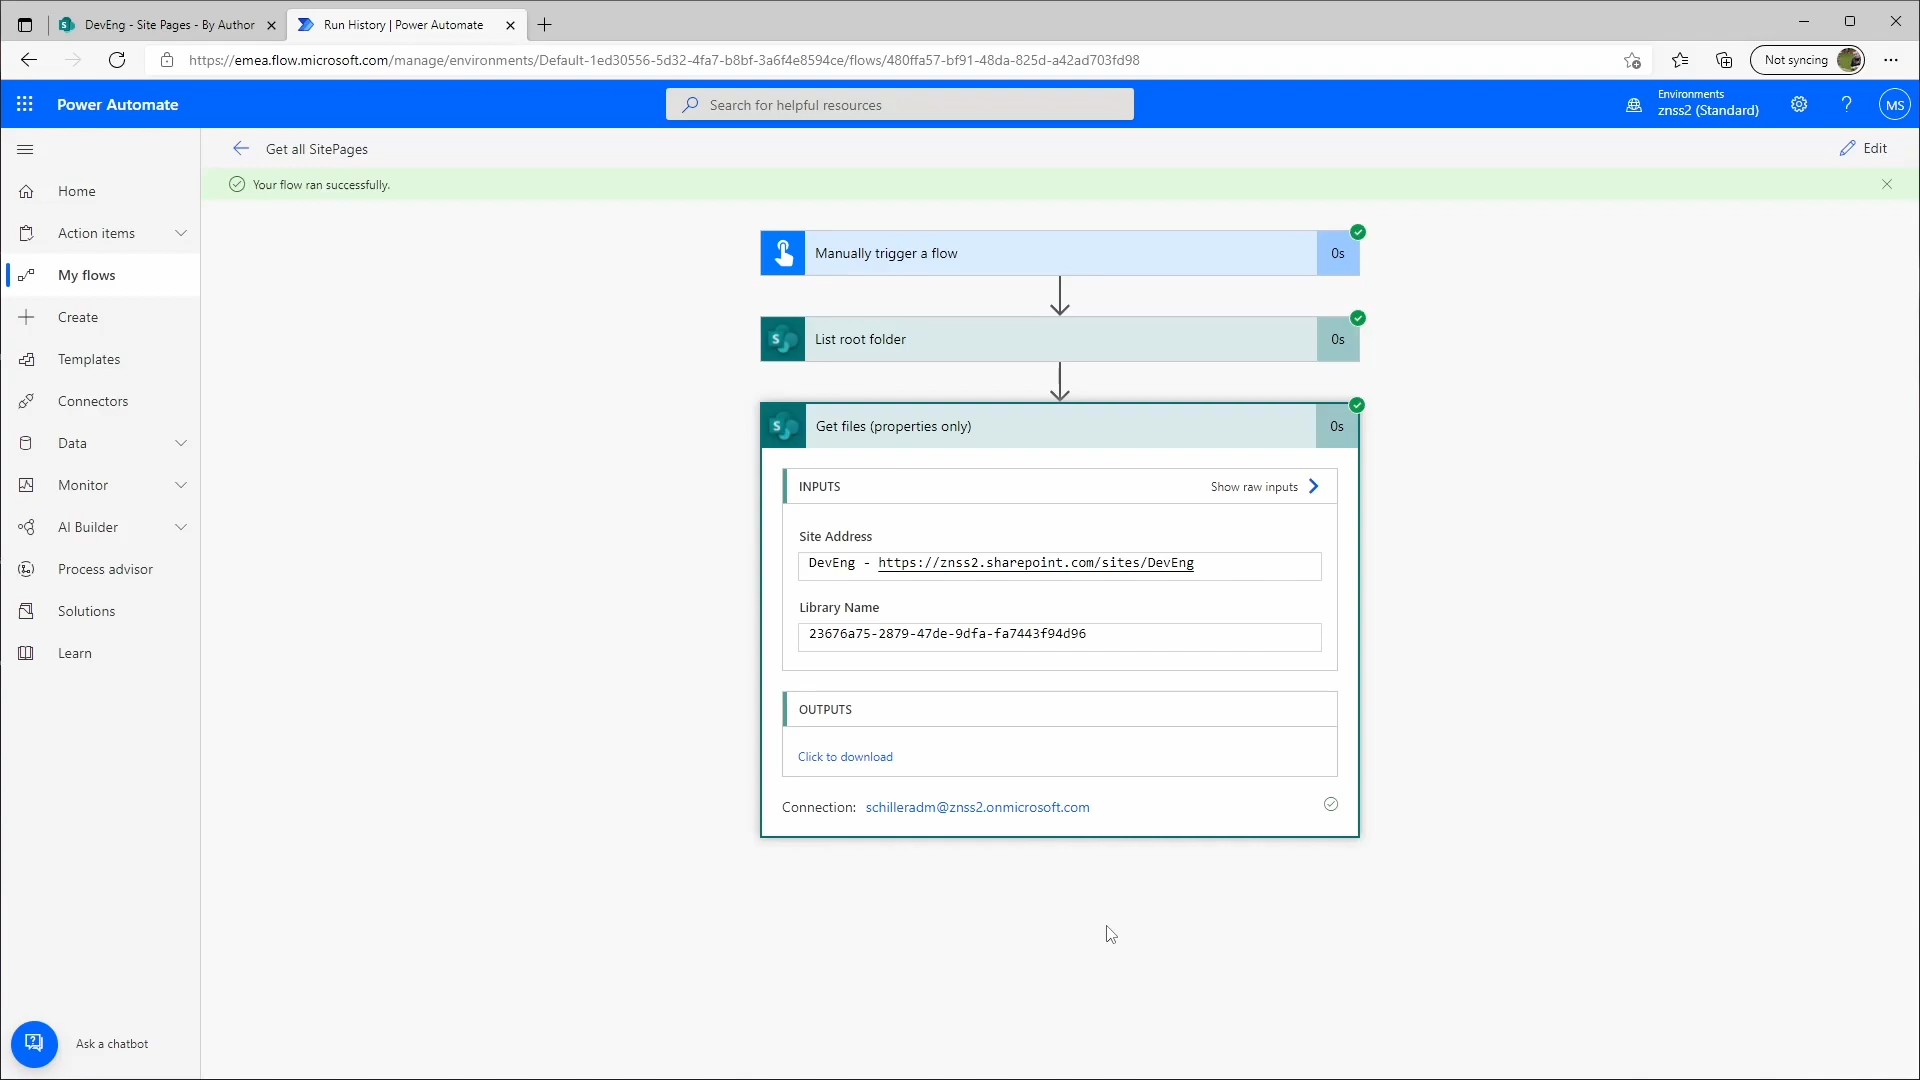 DevEng - Site Pages - By Author
Run History | Power Automate
https://emea.flow.microsoft.com/manage/environments/Default-1ed30556-5d32-4fa7-b8bf-3a6f4e8594ce/flows/480ffa57-bf91-48da-825d-a42ad703fd98
Not syncing
Power Automate
Search for helpful resources
Environments
znss2 (Standard)
?
MS
Get all SitePages
Edit
Your flow ran successfully.
Home
Action items
My flows
Create
Templates
Connectors
Data
Monitor
AI Builder
Process advisor
Solutions
Learn
Ask a chatbot
Manually trigger a flow
0s
List root folder
0s
Get files (properties only)
0s
INPUTS
Show raw inputs
Site Address
DevEng - https://znss2.sharepoint.com/sites/DevEng
Library Name
23676a75-2879-47de-9dfa-fa7443f94d96
OUTPUTS
Click to download
Connection: schilleradm@znss2.onmicrosoft.com